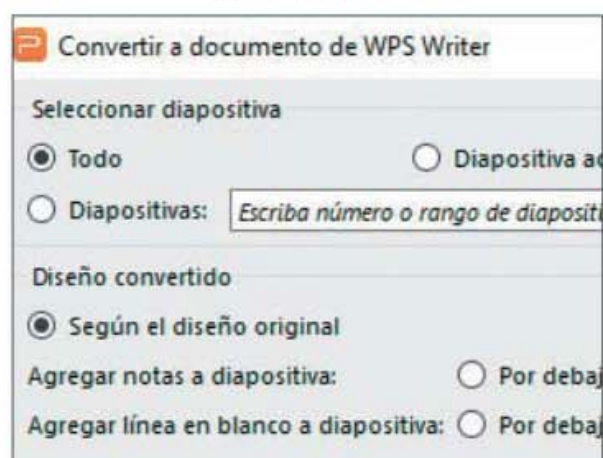 Convertir a documento de WPS Writer
Seleccionar diapositiva
Todo Diapositiva
Diapositivas: Escriba número o rango de
Diseño convertido
Según el diseño original
Agregar notas a diapositiva: Por
Agregar línea en blanco a diapositiva: Por